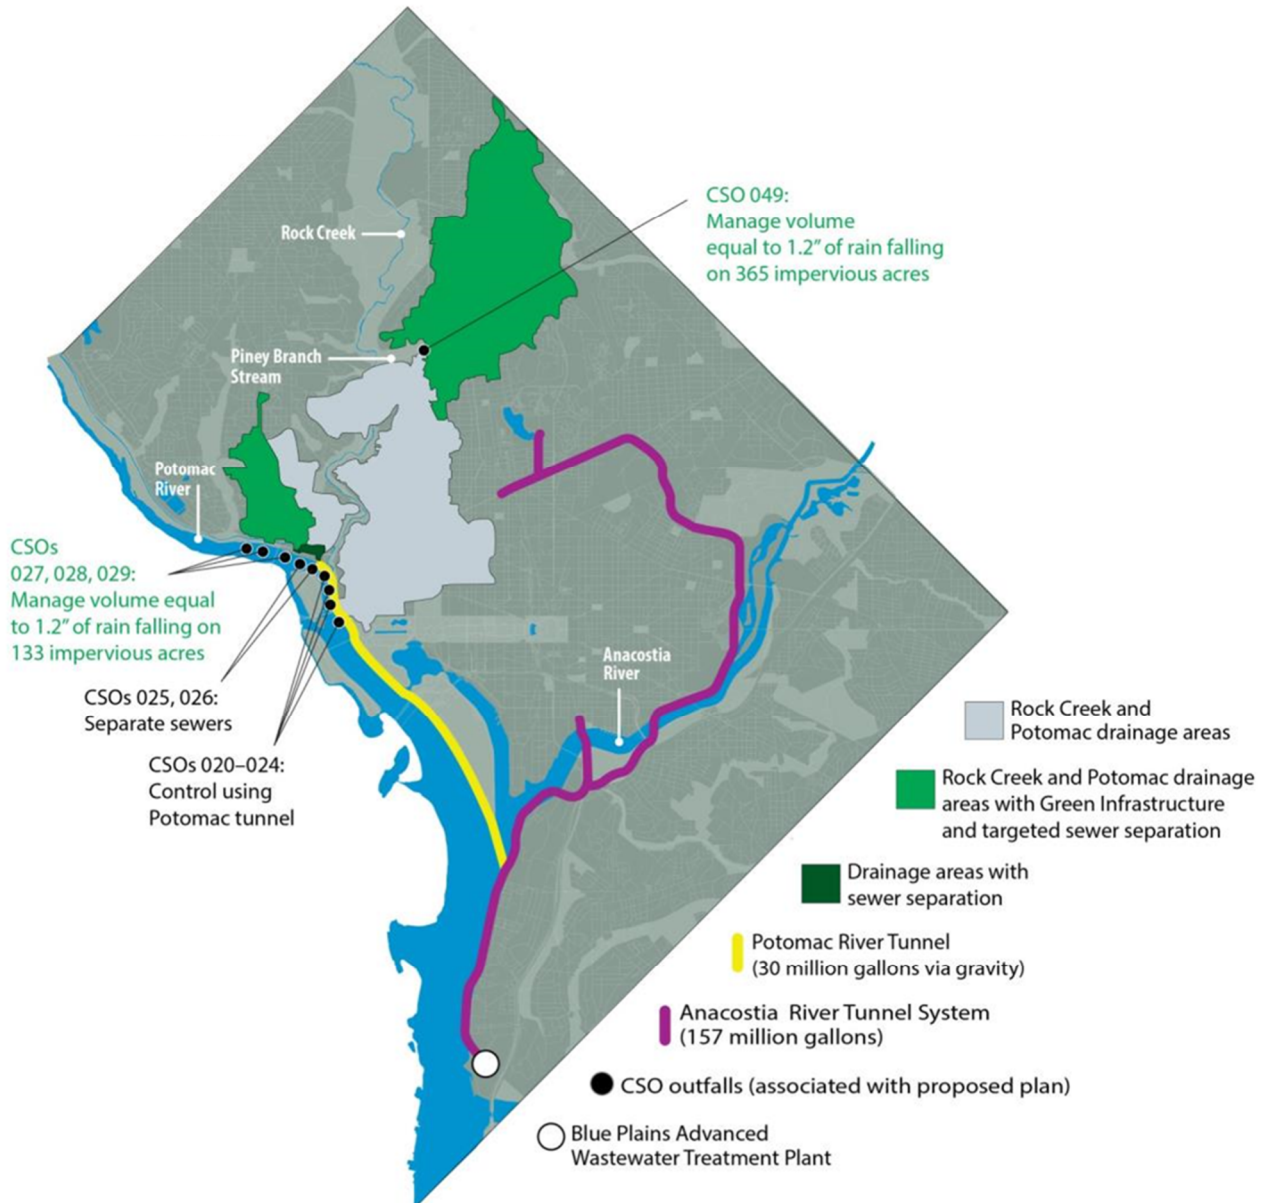 CSO 049:
Manage volume
equal to 1.2” of rain falling
on 365 impervious acres
Rock Creek
Piney Branch
Stream
Potomac
River
CSOs
027, 028, 029:
Manage volume equal
to 1.2” of rain falling on
133 impervious acres
CSOs 025, 026:
Separate sewers
CSOs 020–024:
Control using
Potomac tunnel
Anacostia
River
Rock Creek and
Potomac drainage areas
Rock Creek and Potomac drainage
areas with Green Infrastructure
and targeted sewer separation
Drainage areas with
sewer separation
Potomac River Tunnel
(30 million gallons via gravity)
Anacostia River Tunnel System
(157 million gallons)
CSO outfalls (associated with proposed plan)
Blue Plains Advanced
Wastewater Treatment Plant